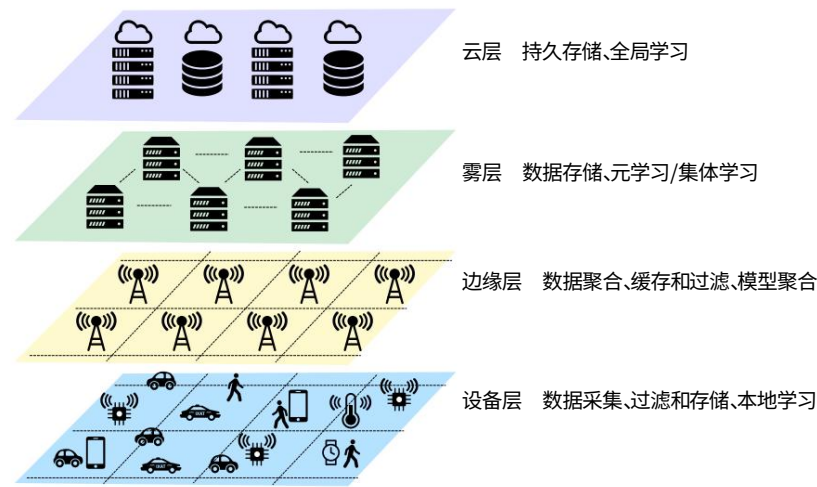 云层 持久存储、全局学习
雾层 数据存储、元学习/集体学习
边缘层 数据聚合、缓存和过滤、模型聚合
设备层 数据采集、过滤和存储、本地学习